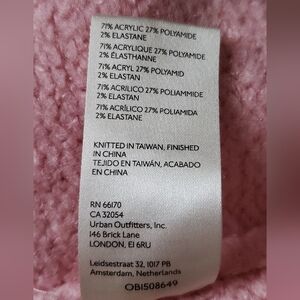 71% ACRYLIC 27% POLYAMIDE
2% ELASTANE
71% ACRYLIQUE 27% POLYAMIDE
2% ÉLASTHANNE
71% ACRYL 27% POLYAMID
2% ELASTAN
71% ACRILICO 27% POLIAMMIDE
2% ELASTAN
71% ACRÍLICO 27% POLIAMIDA
2% ELASTANE
KNITTED IN TAIWAN, FINISHED
IN CHINA
TEJIDO EN TAIWÁN, ACABADO
EN CHINA
RN 66170
CA 32054
Urban Outfitters, Inc.
146 Brick Lane
LONDON, E1 6RU
Leidsestraat 32, 1017 PB
Amsterdam, Netherlands
OB1508649